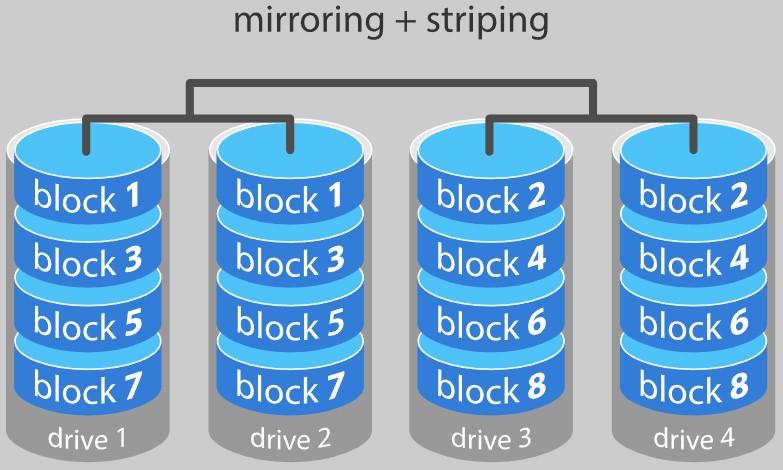 mirroring + striping
block 1
block 3
block 5
block 7
drive 1
block 1
block 3
block 5
block 7
drive 2
block 2
block 4
block 6
block 8
drive 3
block 2
block 4
block 6
block 8
drive 4